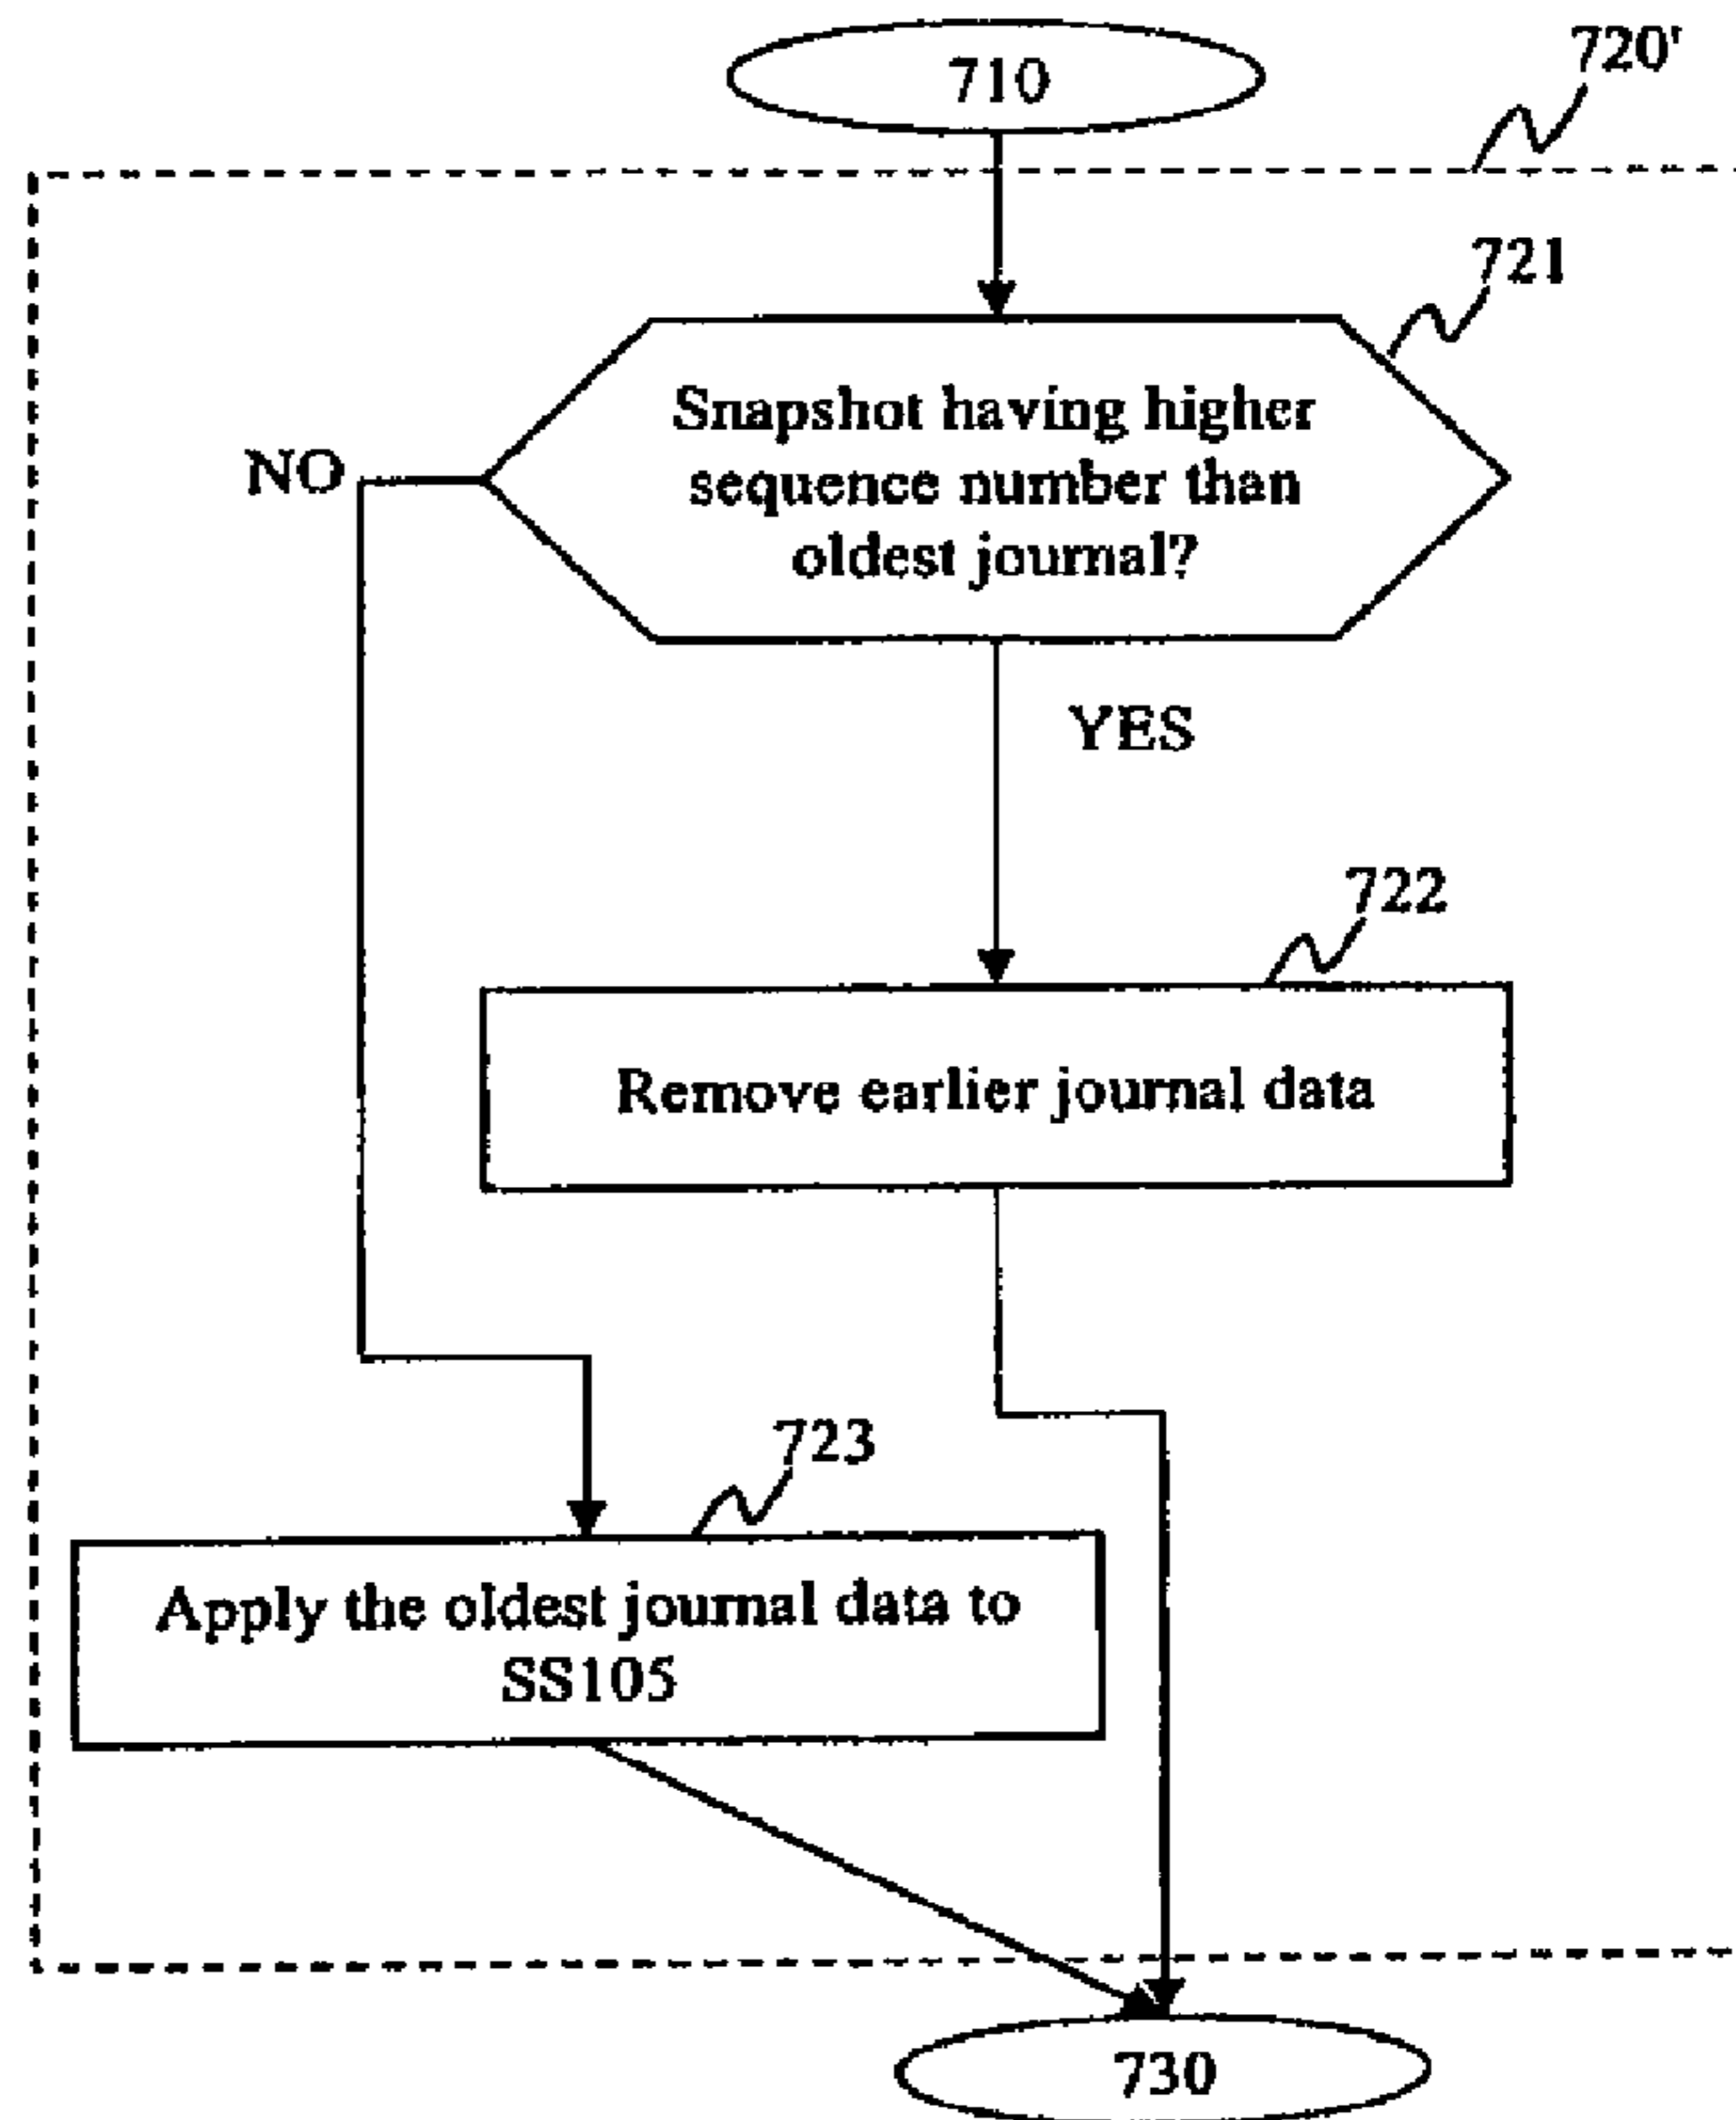 710
720'
721
Snapshot having higher
sequence number than
oldest journal?
NO
YES
722
Remove earlier journal data
723
Apply the oldest journal data to
SS105
730